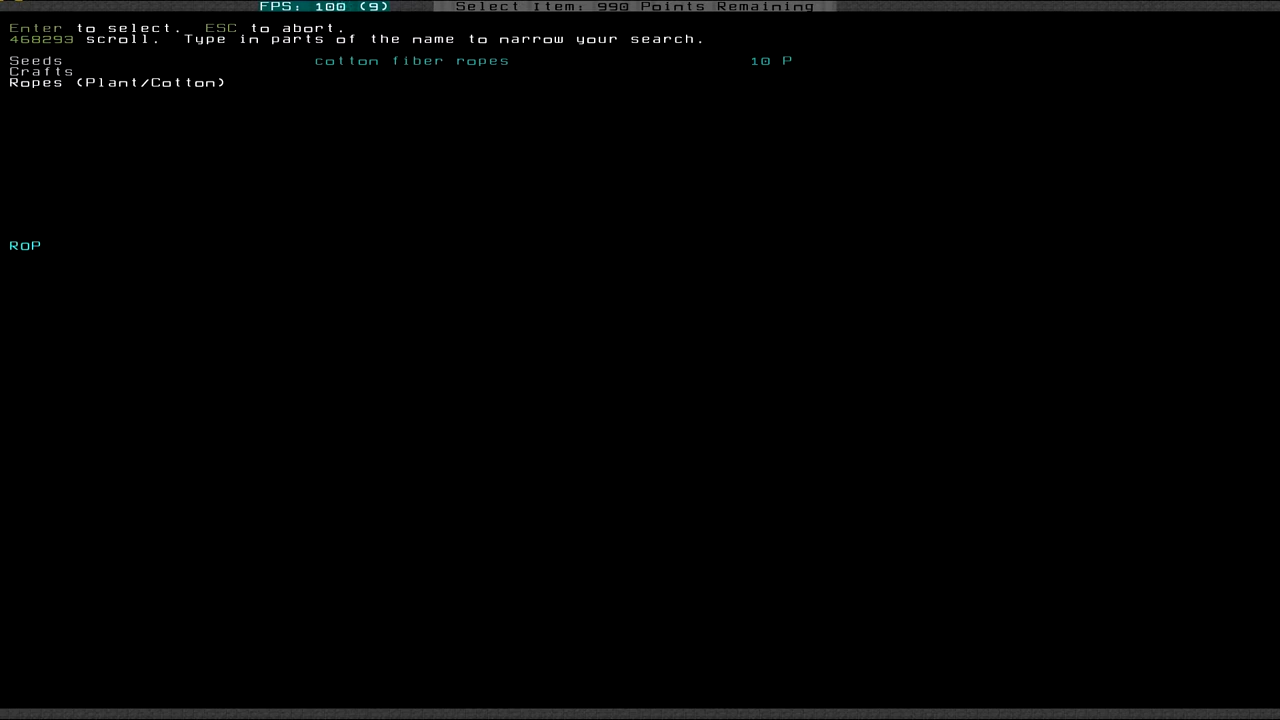 FPS: 100 (9) Select Item: 990 Points Remaining
Enter to select. ESC to abort.
468293 scroll. Type in parts of the name to narrow your search.
Seeds cotton fiber ropes 10 P
Crafts
Ropes (Plant/Cotton)
RoP